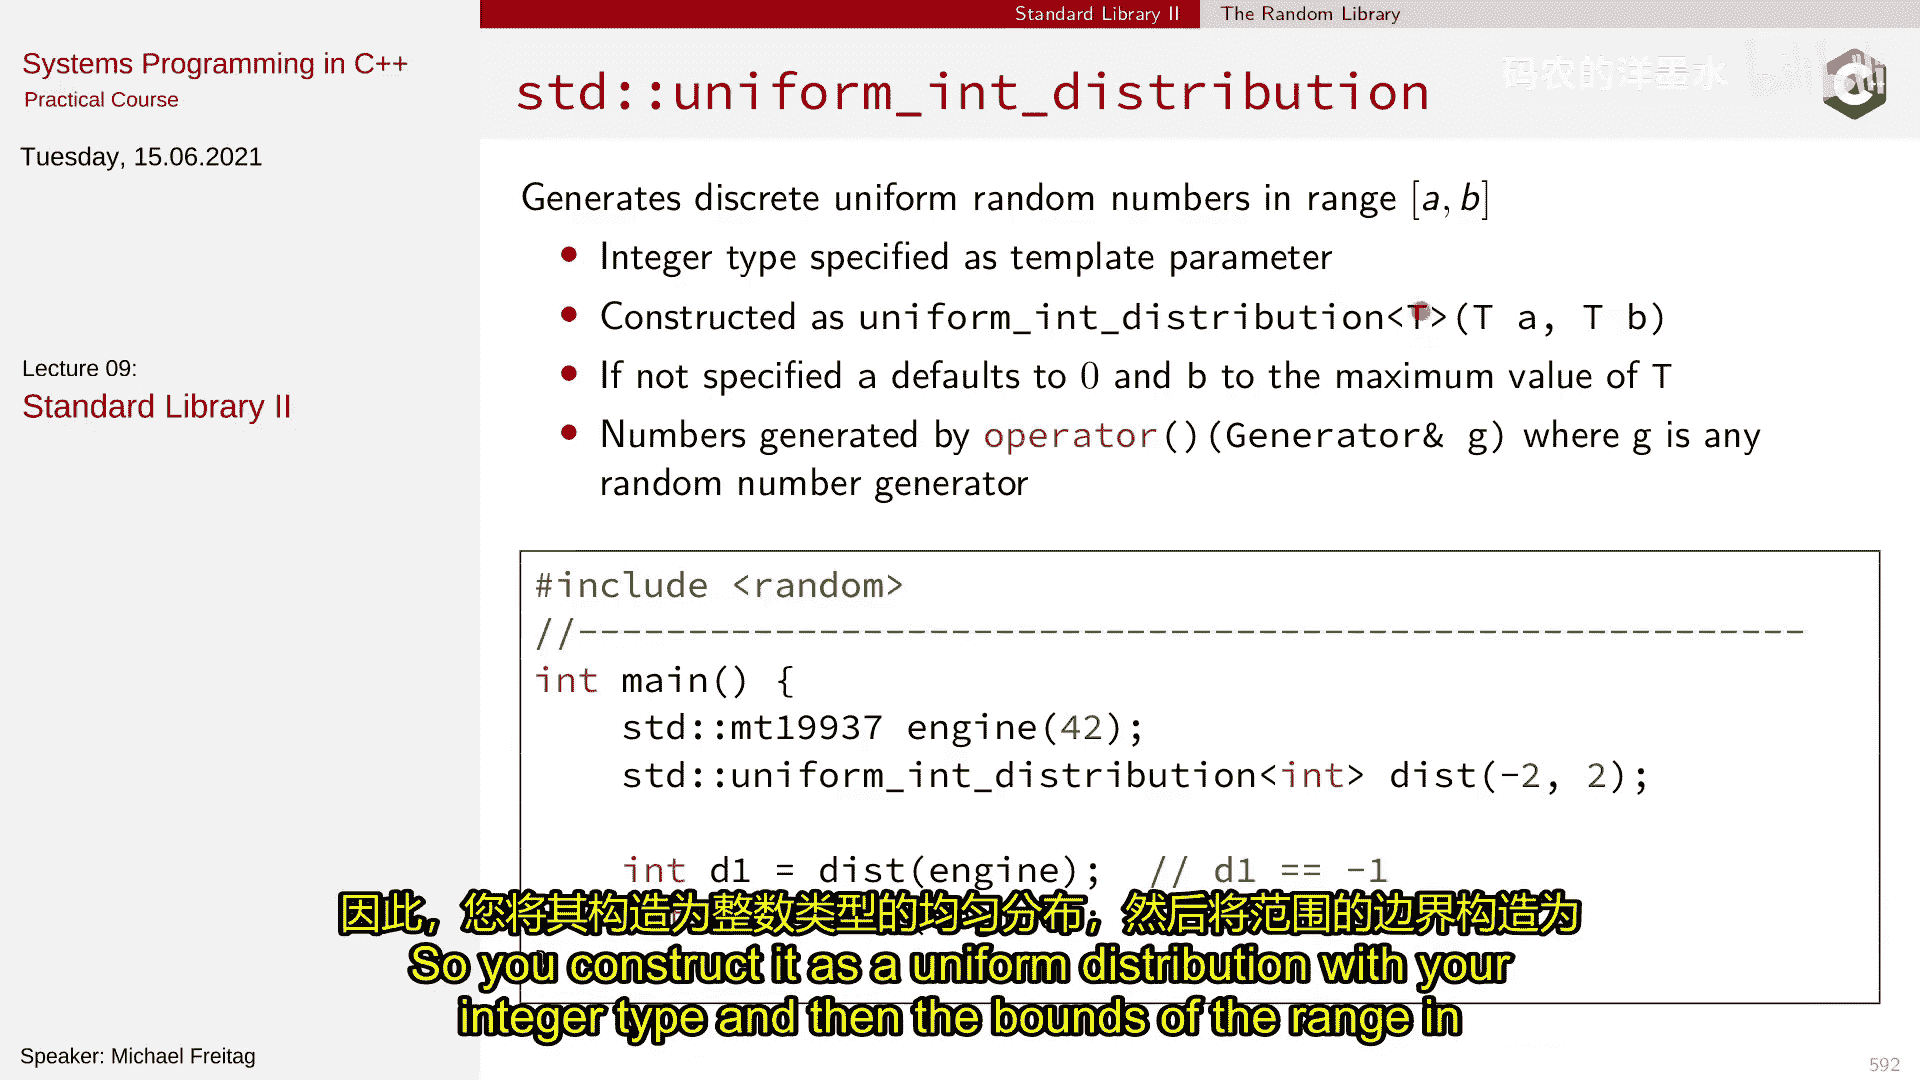 Standard Library II
The Random Library
Systems Programming in C++
Practical Course
Tuesday, 15.06.2021
Lecture 09:
Standard Library II
std::uniform_int_distribution
码农的洋墨水
Generates discrete uniform random numbers in range [a, b]
• Integer type specified as template parameter
• Constructed as uniform_int_distribution<T>(T a, T b)
• If not specified a defaults to 0 and b to the maximum value of T
• Numbers generated by operator()(Generator& g) where g is any
random number generator
#include <random>
//---------------------------------------------------------
int main() {
std::mt19937 engine(42);
std::uniform_int_distribution<int> dist(-2, 2);
int d1 = dist(engine); // d1 == -1
因此，您将其构造为整数类型的均匀分布，然后将范围的边界构造为
So you construct it as a uniform distribution with your
integer type and then the bounds of the range in
Speaker: Michael Freitag
592